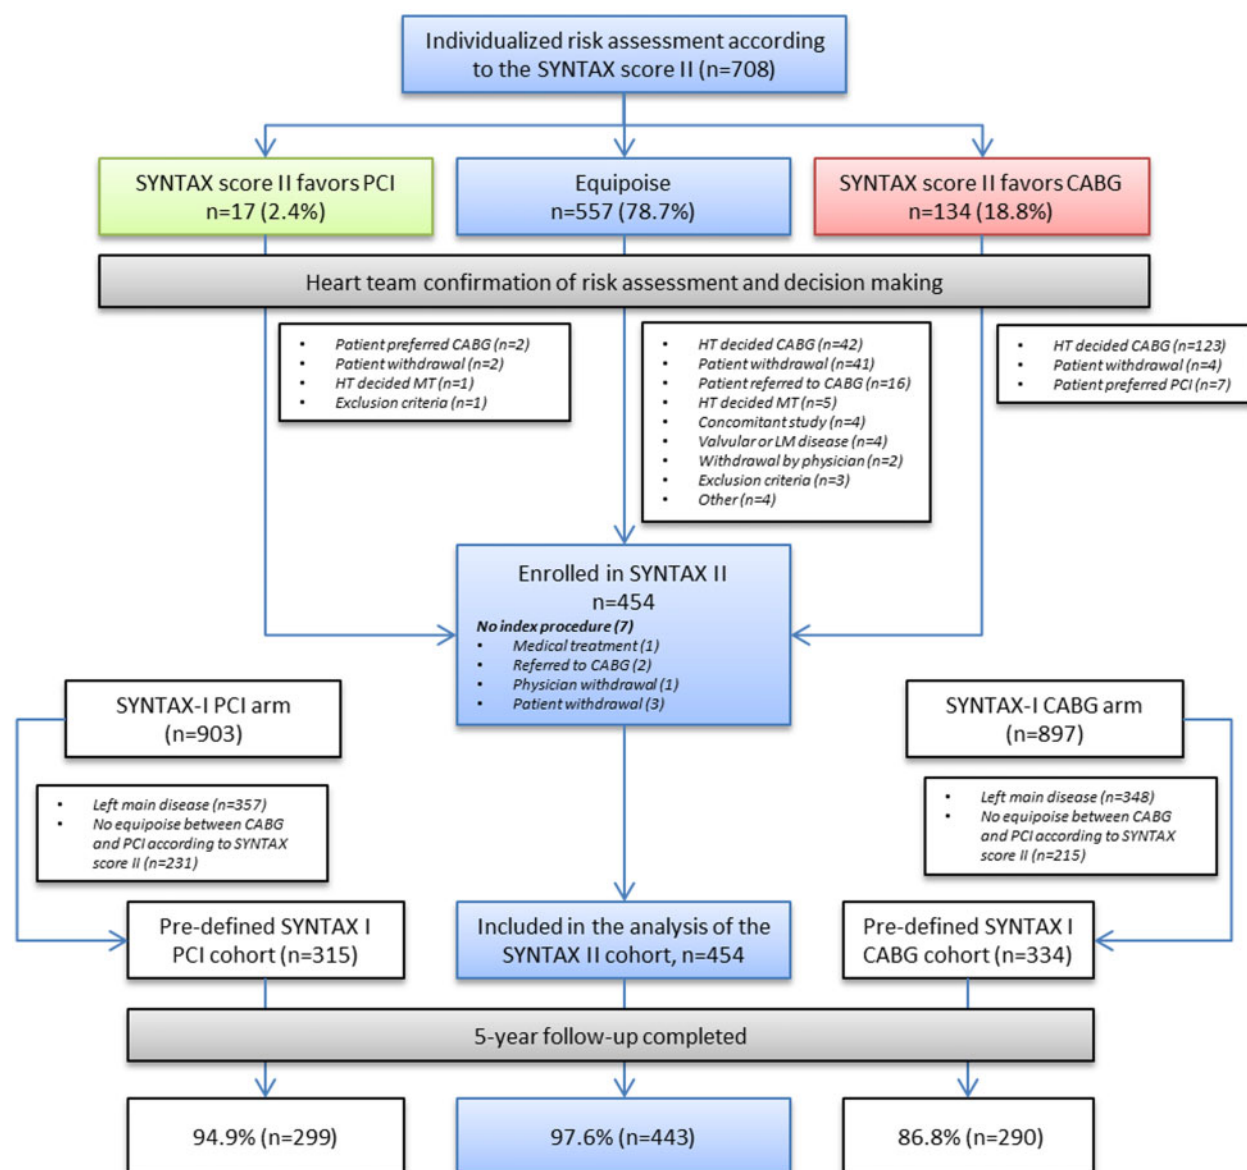 Individualized risk assessment according
to the SYNTAX score II (n=708)
SYNTAX score II favors PCI
n=17 (2.4%)
Equipoise
n=557 (78.7%)
SYNTAX score II favors CABG
n=134 (18.8%)
Heart team confirmation of risk assessment and decision making
• Patient preferred CABG (n=2)
• Patient withdrawal (n=2)
• HT decided MT (n=1)
• Exclusion criteria (n=1)
• HT decided CABG (n=42)
• Patient withdrawal (n=41)
• Patient referred to CABG (n=16)
• HT decided MT (n=5)
• Concomitant study (n=4)
• Valvular or LM disease (n=4)
• Withdrawal by physician (n=2)
• Exclusion criteria (n=3)
• Other (n=4)
• HT decided CABG (n=123)
• Patient withdrawal (n=4)
• Patient preferred PCI (n=7)
Enrolled in SYNTAX II
n=454
No index procedure (7)
• Medical treatment (1)
• Referred to CABG (2)
• Physician withdrawal (1)
• Patient withdrawal (3)
SYNTAX-I PCI arm
(n=903)
SYNTAX-I CABG arm
(n=897)
• Left main disease (n=357)
• No equipoise between CABG
and PCI according to SYNTAX
score II (n=231)
• Left main disease (n=348)
• No equipoise between CABG
and PCI according to SYNTAX
score II (n=215)
Pre-defined SYNTAX I
PCI cohort (n=315)
Included in the analysis of the
SYNTAX II cohort, n=454
Pre-defined SYNTAX I
CABG cohort (n=334)
5-year follow-up completed
94.9% (n=299)
97.6% (n=443)
86.8% (n=290)